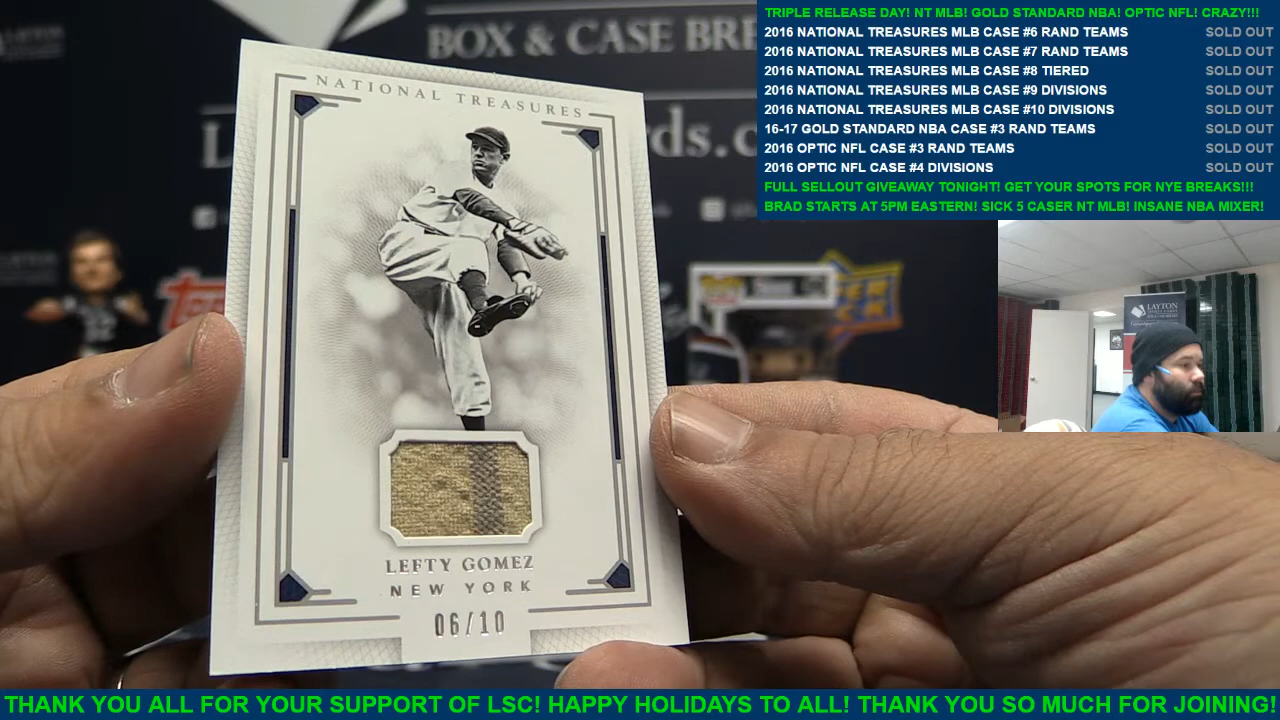 TRIPLE RELEASE DAY! NT MLB! GOLD STANDARD NBA! OPTIC NFL! CRAZY!!!
2016 NATIONAL TREASURES MLB CASE #6 RAND TEAMS SOLD OUT
2016 NATIONAL TREASURES MLB CASE #7 RAND TEAMS SOLD OUT
2016 NATIONAL TREASURES MLB CASE #8 TIERED SOLD OUT
2016 NATIONAL TREASURES MLB CASE #9 DIVISIONS SOLD OUT
2016 NATIONAL TREASURES MLB CASE #10 DIVISIONS SOLD OUT
16-17 GOLD STANDARD NBA CASE #3 RAND TEAMS SOLD OUT
2016 OPTIC NFL CASE #3 RAND TEAMS SOLD OUT
2016 OPTIC NFL CASE #4 DIVISIONS SOLD OUT
FULL SELLOUT GIVEAWAY TONIGHT! GET YOUR SPOTS FOR NYE BREAKS!!!
BRAD STARTS AT 5PM EASTERN! SICK 5 CASER NT MLB! INSANE NBA MIXER!
LAYTON
BOX & CASE BRE
L
rds.c
NATIONAL TREASURES
LEFTY GOMEZ
NEW YORK
06/10
LAYTON
THANK YOU ALL FOR YOUR SUPPORT OF LSC! HAPPY HOLIDAYS TO ALL! THANK YOU SO MUCH FOR JOINING!